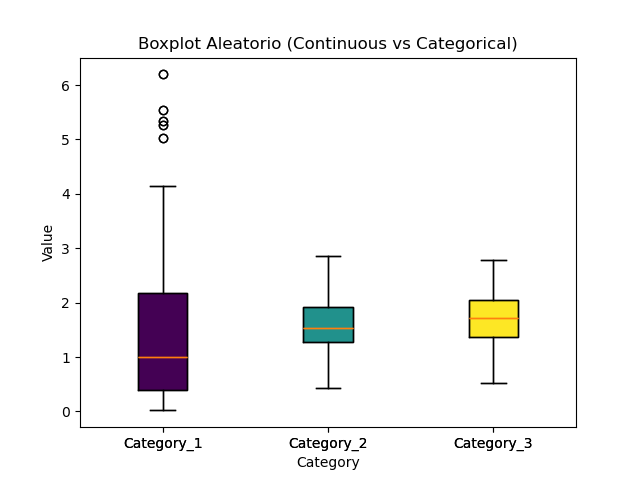 Boxplot Aleatorio (Continuous vs Categorical)
6
5
4
3
2
1
0
Value
Category_1
Category_2
Category_3
Category